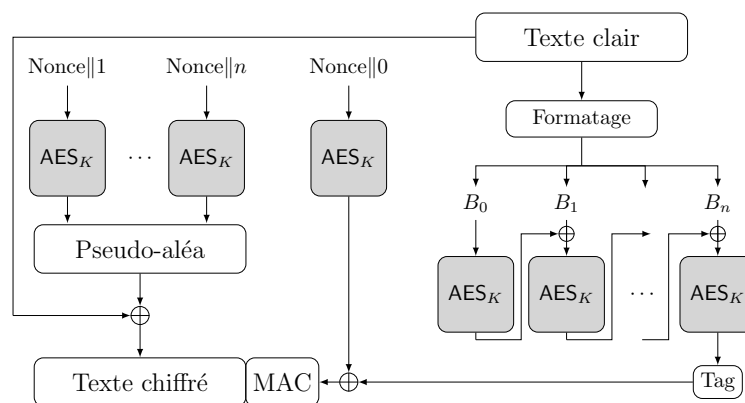 Texte clair
Nonce∥1 Nonce∥n Nonce∥0
Formatage
AES_K ... AES_K AES_K
B_0 B_1 B_n
Pseudo-aléa
AES_K AES_K ... AES_K
Texte chiffré MAC Tag